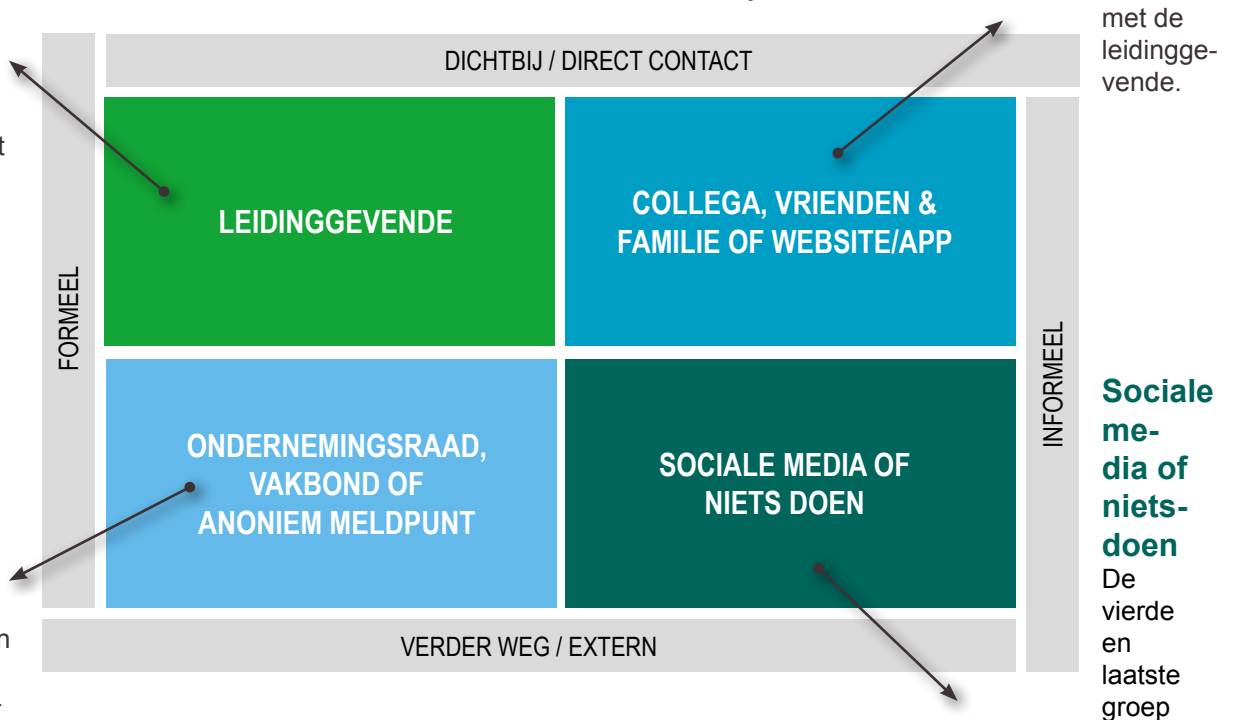 met de
leidingge-
vende.
DICHTBIJ / DIRECT CONTACT
t
FORMEEL
LEIDINGGEVENDE
COLLEGA, VRIENDEN &
FAMILIE OF WEBSITE/APP
ONDERNEMINGSRAAD,
VAKBOND OF
ANONIEM MELDPUNT
SOCIALE MEDIA OF
NIETS DOEN
INFORMEEL
VERDER WEG / EXTERN
Sociale
me-
dia of
niets-
doen
De
vierde
en
laatste
groep